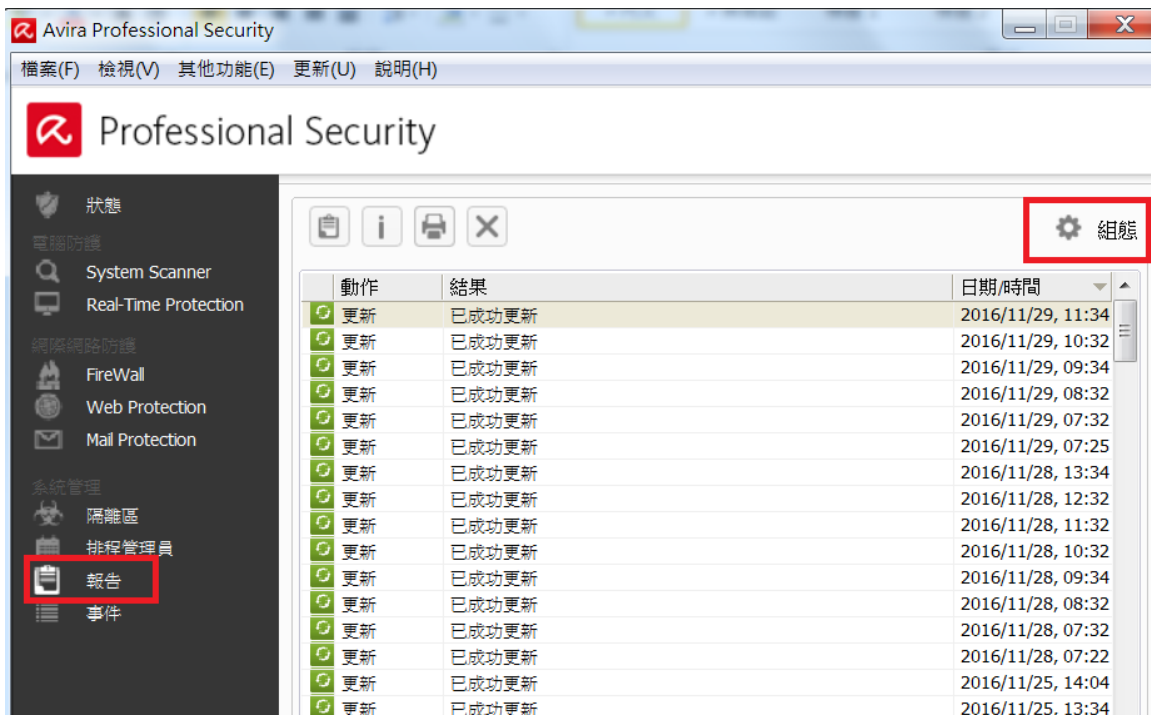 Avira Professional Security
檔案(F) 檢視(V) 其他功能(E) 更新(U) 說明(H)
Professional Security
狀態
電腦防護
System Scanner
Real-Time Protection
網際網路防護
FireWall
Web Protection
Mail Protection
系統管理
隔離區
排程管理員
報告
事件
組態
動作 結果 日期/時間
更新 已成功更新 2016/11/29, 11:34
更新 已成功更新 2016/11/29, 10:32
更新 已成功更新 2016/11/29, 09:34
更新 已成功更新 2016/11/29, 08:32
更新 已成功更新 2016/11/29, 07:32
更新 已成功更新 2016/11/29, 07:25
更新 已成功更新 2016/11/28, 13:34
更新 已成功更新 2016/11/28, 12:32
更新 已成功更新 2016/11/28, 11:32
更新 已成功更新 2016/11/28, 10:32
更新 已成功更新 2016/11/28, 09:34
更新 已成功更新 2016/11/28, 08:32
更新 已成功更新 2016/11/28, 07:32
更新 已成功更新 2016/11/28, 07:22
更新 已成功更新 2016/11/25, 14:04
更新 已成功更新 2016/11/25, 13:34